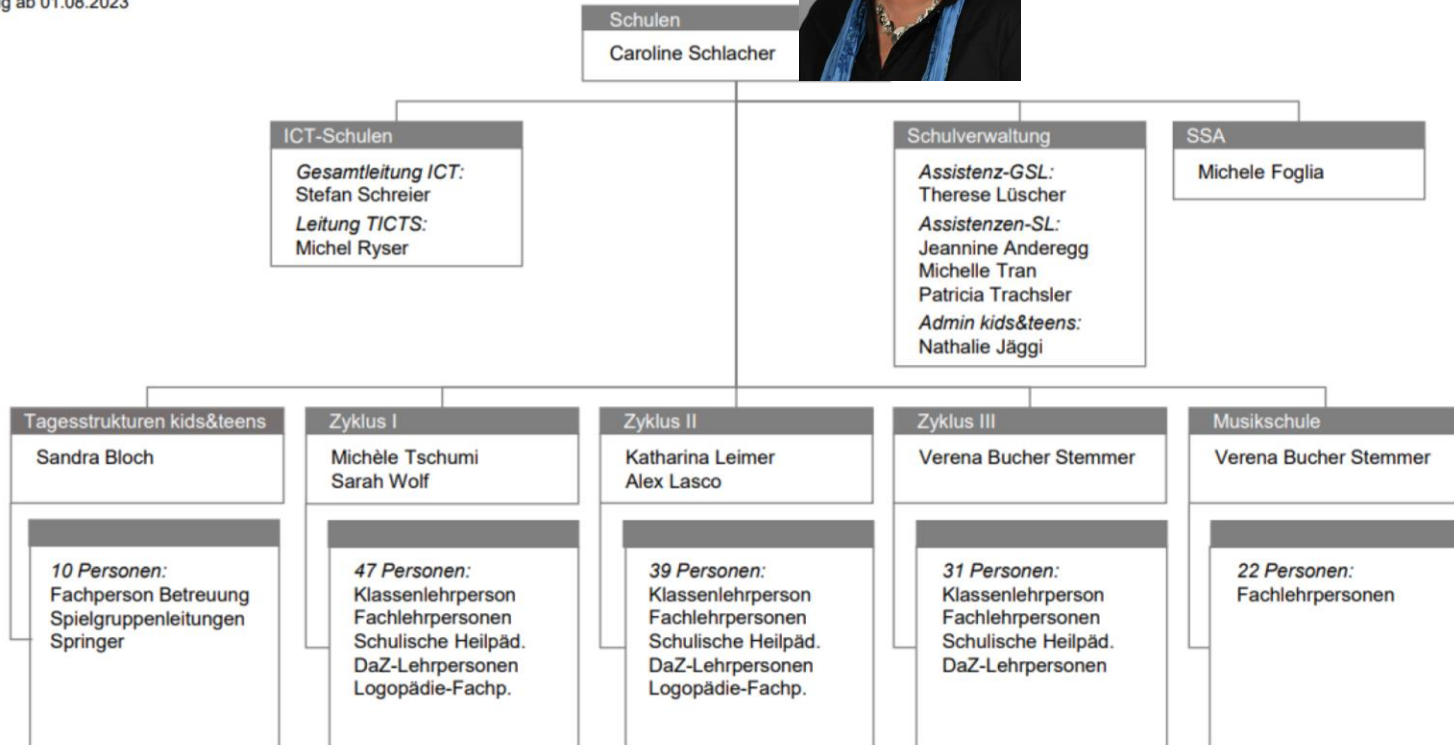 ab 01.08.2023
Schulen
Caroline Schlacher
ICT-Schulen
Gesamtleitung ICT:
Stefan Schreier
Leitung TICTS:
Michel Ryser
Schulverwaltung
Assistenz-GSL:
Therese Lüscher
Assistenzen-SL:
Jeannine Anderegg
Michelle Tran
Patricia Trachsler
Admin kids&teens:
Nathalie Jäggi
SSA
Michele Foglia
Tagesstrukturen kids&teens
Sandra Bloch
10 Personen:
Fachperson Betreuung
Spielgruppenleitungen
Springer
Zyklus I
Michèle Tschumi
Sarah Wolf
47 Personen:
Klassenlehrperson
Fachlehrpersonen
Schulische Heilpäd.
DaZ-Lehrpersonen
Logopädie-Fachp.
Zyklus II
Katharina Leimer
Alex Lasco
39 Personen:
Klassenlehrperson
Fachlehrpersonen
Schulische Heilpäd.
DaZ-Lehrpersonen
Logopädie-Fachp.
Zyklus III
Verena Bucher Stemmer
31 Personen:
Klassenlehrperson
Fachlehrpersonen
Schulische Heilpäd.
DaZ-Lehrpersonen
Musikschule
Verena Bucher Stemmer
22 Personen:
Fachlehrpersonen